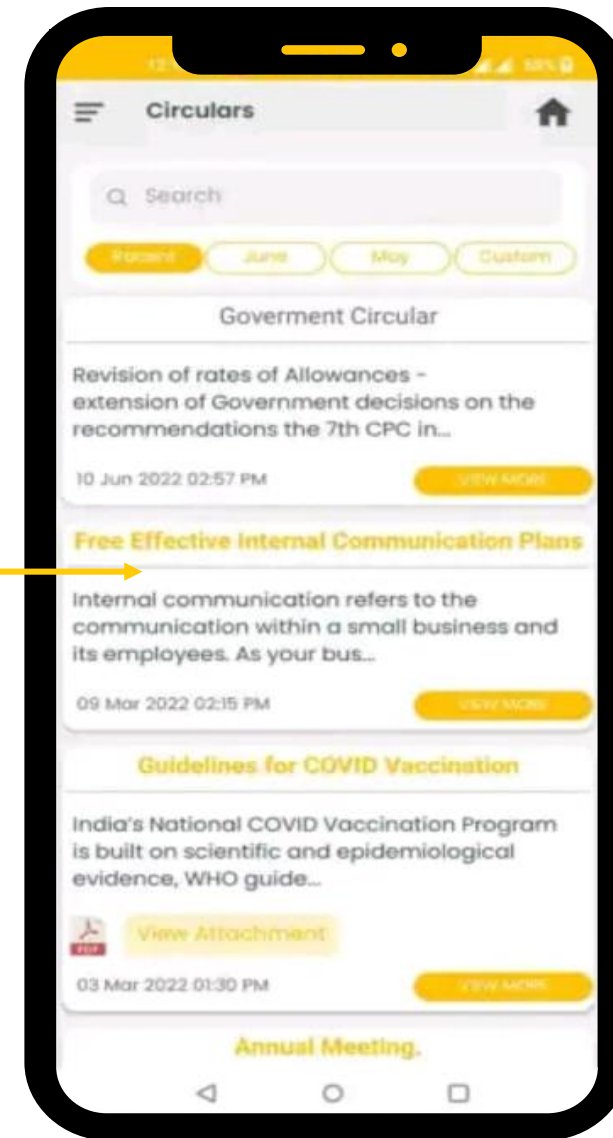 Circulars
Search
Recent June May Custom
Goverment Circular
Revision of rates of Allowances -
extension of Government decisions on the
recommendations the 7th CPC in...
10 Jun 2022 02:57 PM VIEW MORE
Free Effective Internal Communication Plans
Internal communication refers to the
communication within a small business and
its employees. As your bus...
09 Mar 2022 02:15 PM VIEW MORE
Guidelines for COVID Vaccination
India's National COVID Vaccination Program
is built on scientific and epidemiological
evidence, WHO guide...
PDF View Attachment
03 Mar 2022 01:30 PM VIEW MORE
Annual Meeting.